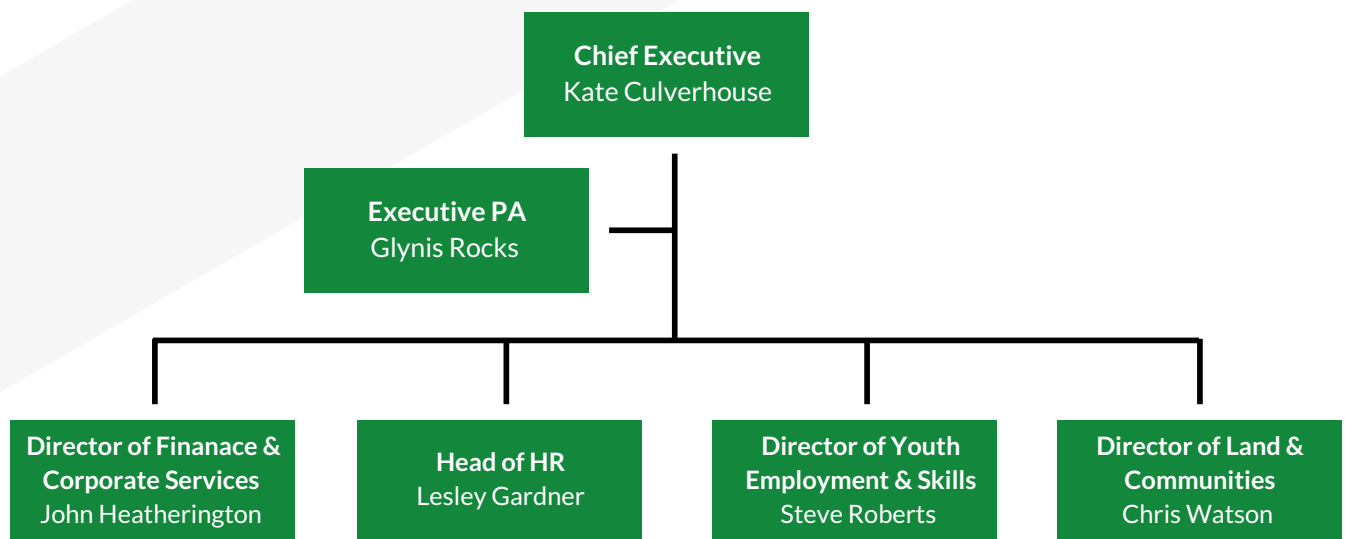 Chief Executive
Kate Culverhouse
Executive PA
Glynis Rocks
Director of Finanace &
Corporate Services
John Heatherington
Head of HR
Lesley Gardner
Director of Youth
Employment & Skills
Steve Roberts
Director of Land &
Communities
Chris Watson